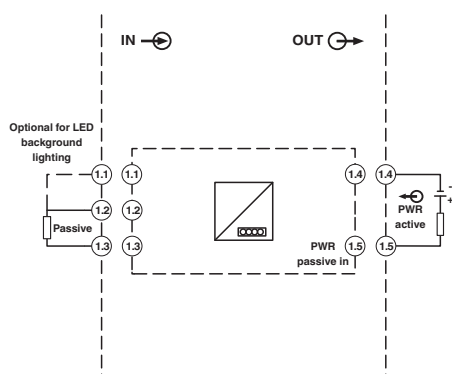 IN
OUT
Optional for LED
background
lighting
1.1
1.1
1.4
1.4
-
+
PWR
active
1.2
1.2
Passive
1.3
1.3
PWR
passive in
1.5
1.5
0000